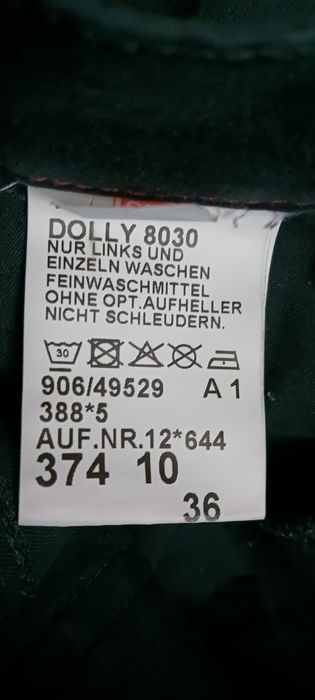 DOLLY 8030
NUR LINKS UND
EINZELN WASCHEN
FEINWASCHMITTEL
OHNE OPT.AUFHELLER
NICHT SCHLEUDERN.
30
906/49529 A 1
388*5
AUF.NR.12*644
374 10
36